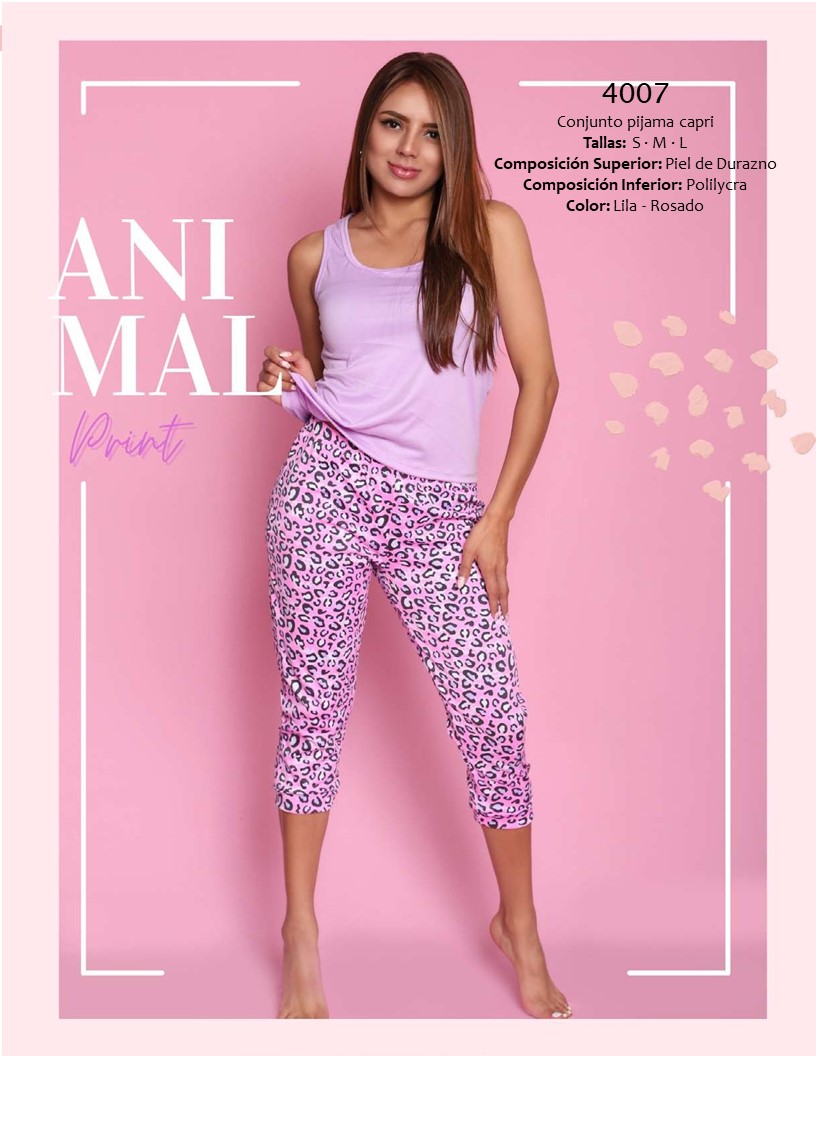 4007
Conjunto pijama capri
Tallas: S · M · L
Composición Superior: Piel de Durazno
Composición Inferior: Polilycra
Color: Lila - Rosado
ANI
MAL
Print